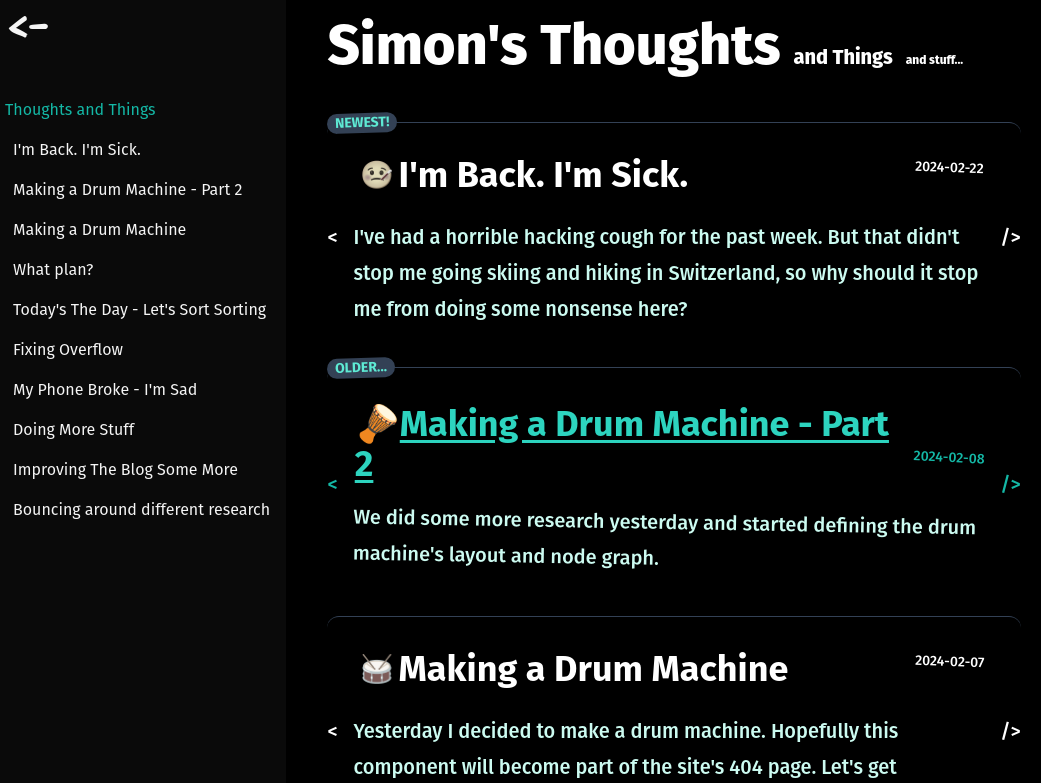 <-
Thoughts and Things
I'm Back. I'm Sick.
Making a Drum Machine - Part 2
Making a Drum Machine
What plan?
Today's The Day - Let's Sort Sorting
Fixing Overflow
My Phone Broke - I'm Sad
Doing More Stuff
Improving The Blog Some More
Bouncing around different research
Simon's Thoughts and Things and stuff...
NEWEST!
I'm Back. I'm Sick. 2024-02-22
< I've had a horrible hacking cough for the past week. But that didn't />
stop me going skiing and hiking in Switzerland, so why should it stop
me from doing some nonsense here?
OLDER...
Making a Drum Machine - Part
2 2024-02-08
< />
We did some more research yesterday and started defining the drum
machine's layout and node graph.
Making a Drum Machine 2024-02-07
< Yesterday I decided to make a drum machine. Hopefully this />
component will become part of the site's 404 page. Let's get